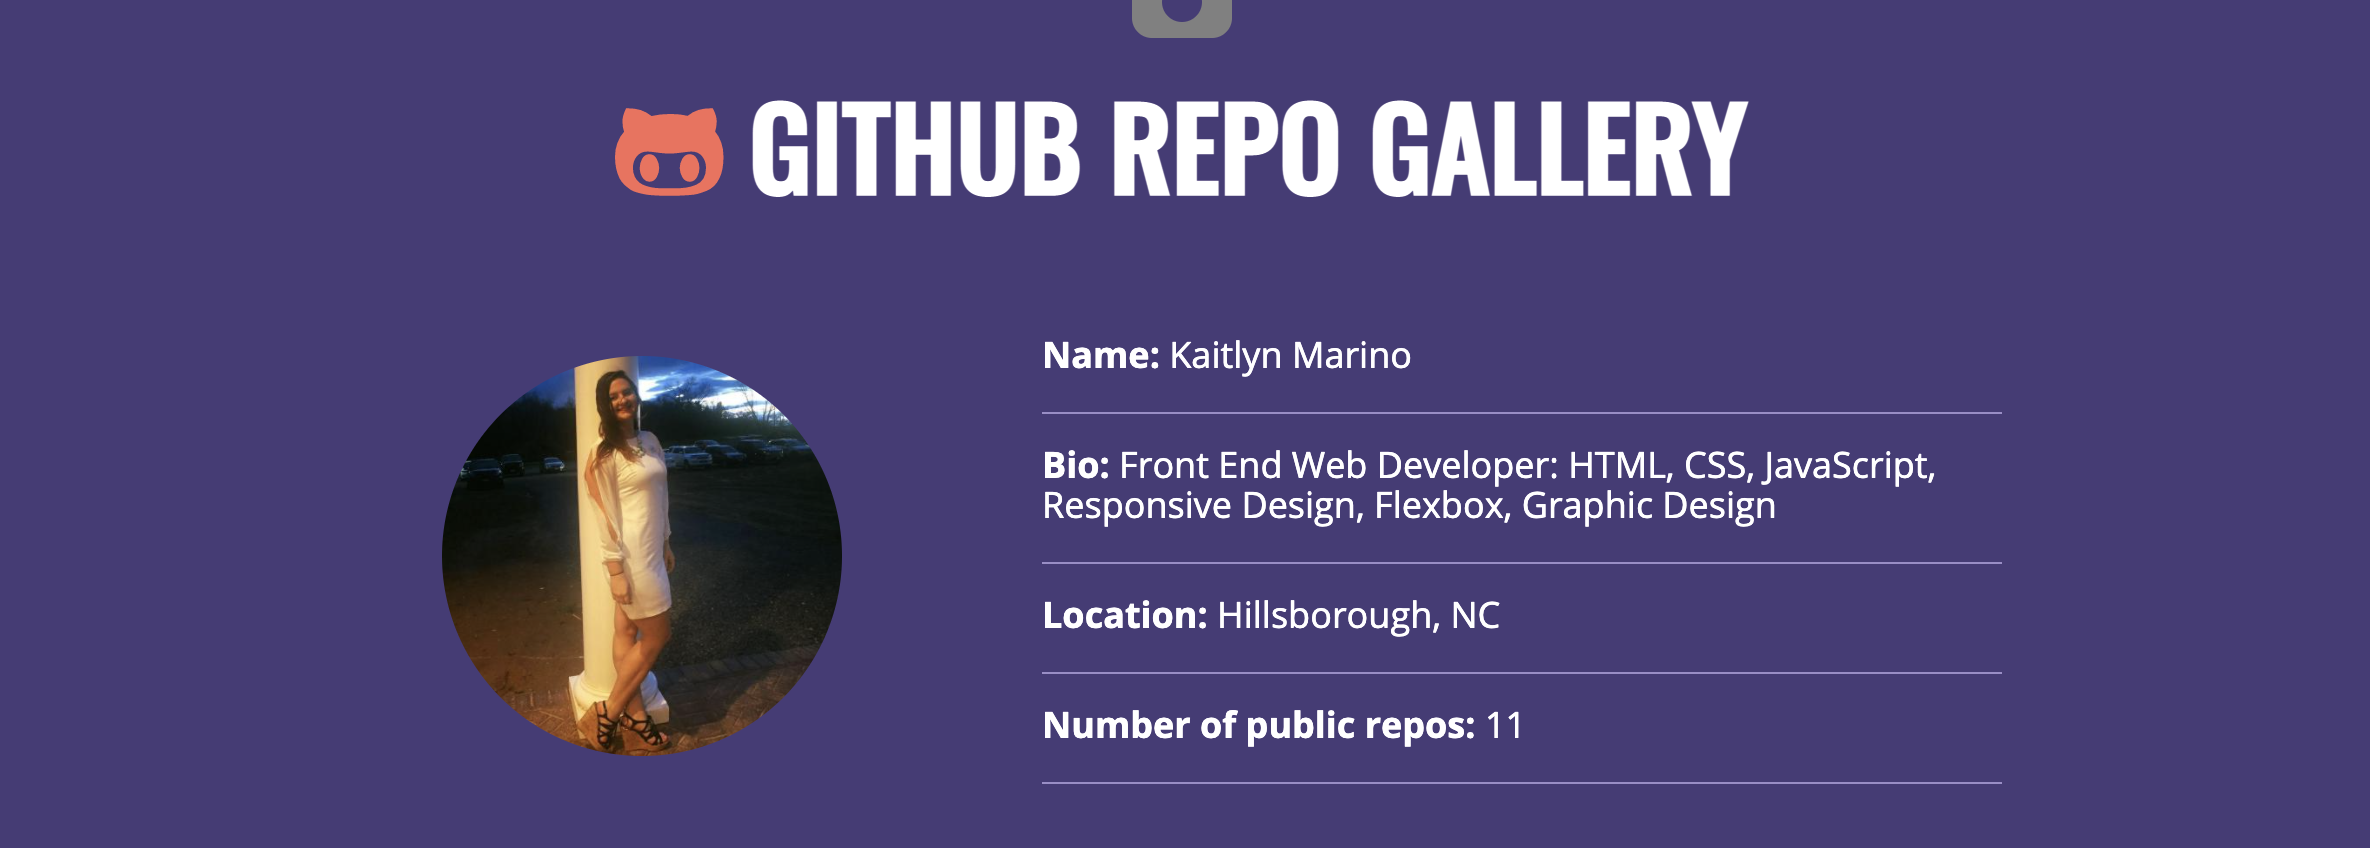 GITHUB REPO GALLERY
Name: Kaitlyn Marino
Bio: Front End Web Developer: HTML, CSS, JavaScript,
Responsive Design, Flexbox, Graphic Design
Location: Hillsborough, NC
Number of public repos: 11